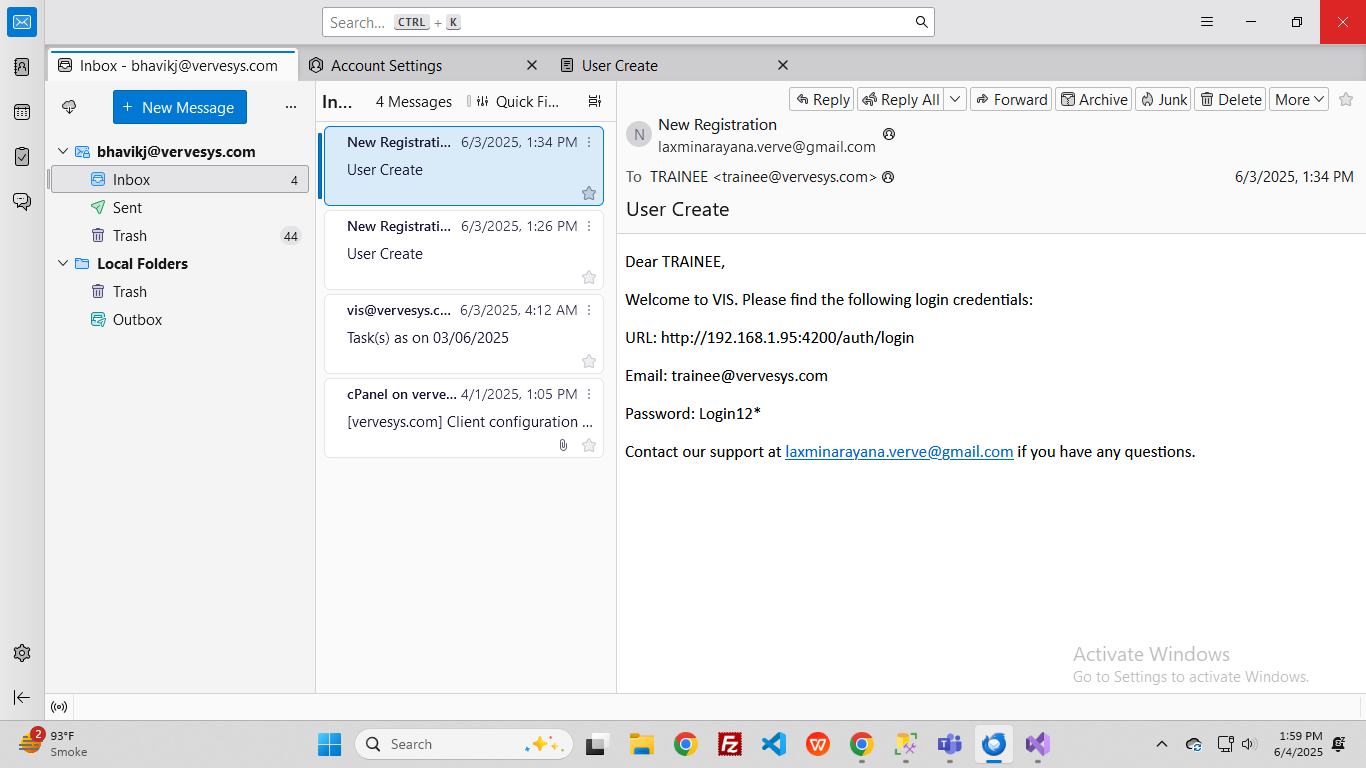 Search... CTRL + K
Inbox - bhavikj@vervesys.com
Account Settings
User Create
+ New Message
bhavikj@vervesys.com
Inbox 4
Sent
Trash 44
Local Folders
Trash
Outbox
In... 4 Messages Quick Fi...
New Registrati... 6/3/2025, 1:34 PM
User Create
New Registrati... 6/3/2025, 1:26 PM
User Create
vis@vervesys.c... 6/3/2025, 4:12 AM
Task(s) as on 03/06/2025
cPanel on verve... 4/1/2025, 1:05 PM
[vervesys.com] Client configuration ...
Reply Reply All Forward Archive Junk Delete More
N
New Registration
laxminarayana.verve@gmail.com
To TRAINEE <trainee@vervesys.com> 6/3/2025, 1:34 PM
User Create
Dear TRAINEE,
Welcome to VIS. Please find the following login credentials:
URL: http://192.168.1.95:4200/auth/login
Email: trainee@vervesys.com
Password: Login12*
Contact our support at laxminarayana.verve@gmail.com if you have any questions.
Activate Windows
Go to Settings to activate Windows.
2
93°F
Smoke
Search
1:59 PM
6/4/2025